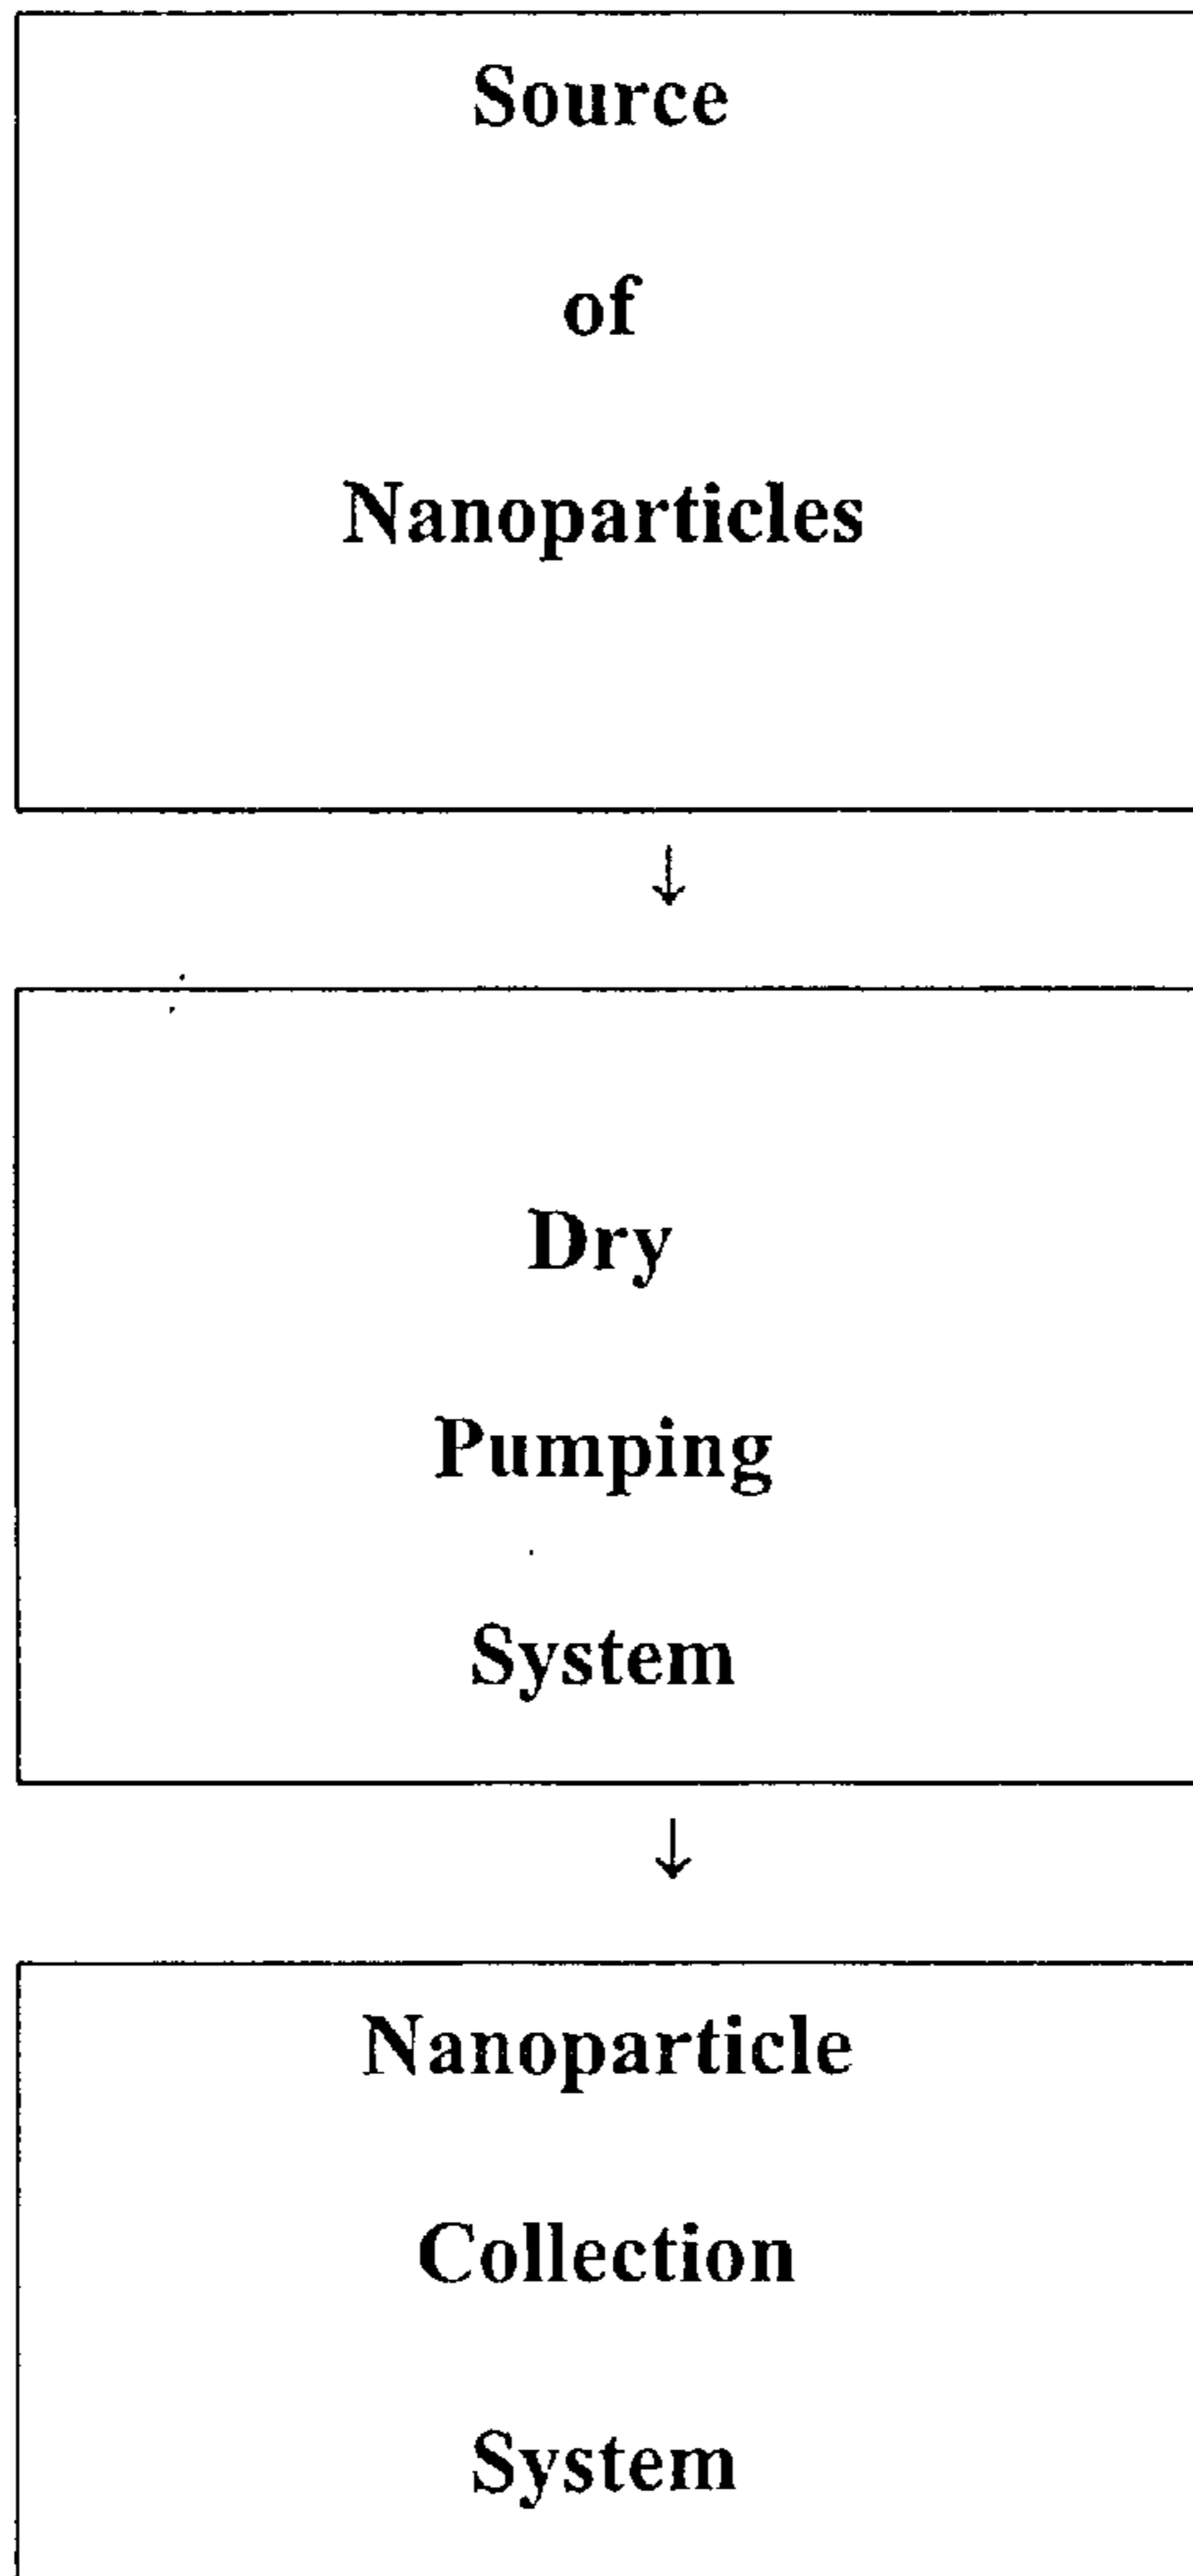 Source
of
Nanoparticles
↓
Dry
Pumping
System
↓
Nanoparticle
Collection
System